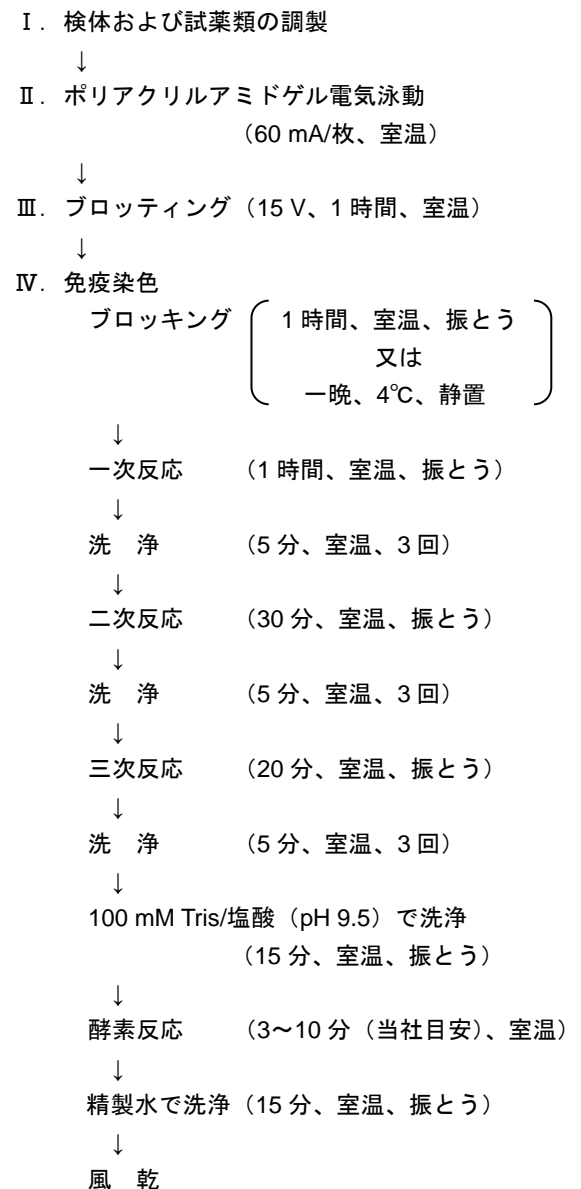 Ⅰ. 検体および試薬類の調製
↓
Ⅱ. ポリアクリルアミドゲル電気泳動
（60 mA/枚、室温）
↓
Ⅲ. ブロッティング（15 V、1 時間、室温）
↓
Ⅳ. 免疫染色
ブロッキング
1 時間、室温、振とう
又は
一晩、4℃、静置
↓
一次反応 （1 時間、室温、振とう）
↓
洗　浄 （5 分、室温、3 回）
↓
二次反応 （30 分、室温、振とう）
↓
洗　浄 （5 分、室温、3 回）
↓
三次反応 （20 分、室温、振とう）
↓
洗　浄 （5 分、室温、3 回）
↓
100 mM Tris/塩酸（pH 9.5）で洗浄
（15 分、室温、振とう）
↓
酵素反応 （3～10 分（当社目安）、室温）
↓
精製水で洗浄（15 分、室温、振とう）
↓
風　乾